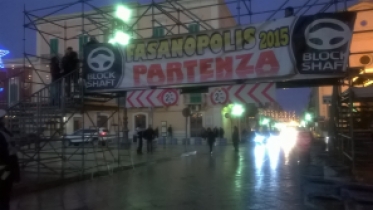 FASANOPOLIS 2015
PARTENZA
BLOCK
SHAFT
BLOCK
SHAFT